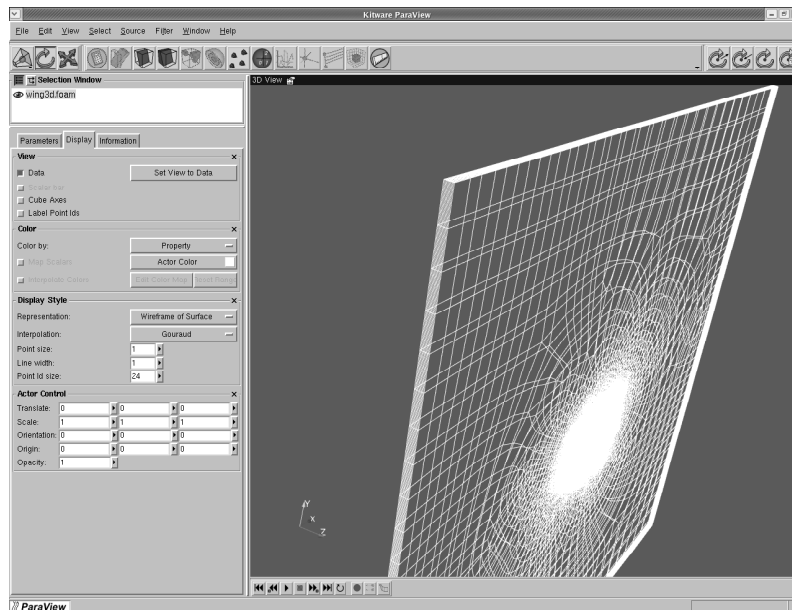 Kitware ParaView
File Edit View Select Source Filter Window Help
Selection Window
wing3d.foam
3D View
Parameters Display Information
View
Data Set View to Data
Scalar bar
Cube Axes
Label Point Ids
Color
Color by: Property
Map Scalars Actor Color
Interpolate Colors Edit Color Map Reset Range
Display Style
Representation: Wireframe of Surface
Interpolation: Gouraud
Point size: 1
Line width: 1
Point Id size: 24
Actor Control
Translate: 0 0 0
Scale: 1 1 1
Orientation: 0 0 0
Origin: 0 0 0
Opacity: 1
Y
X
Z
ParaView